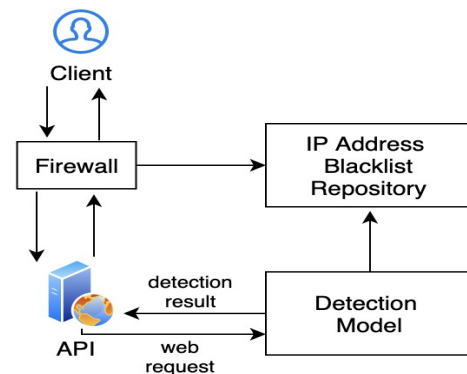 Client
Firewall
IP Address
Blacklist
Repository
detection
result
API
web
request
Detection
Model